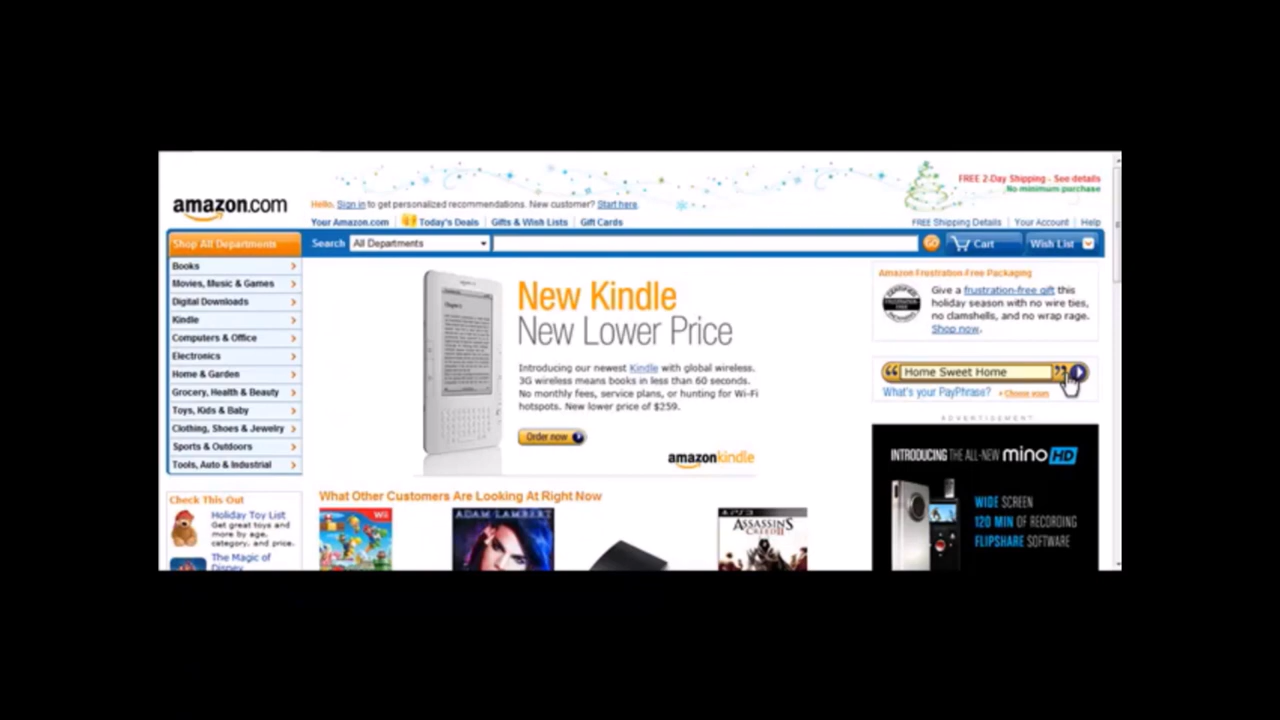 FREE 2-Day Shipping - See details
No minimum purchase
amazon.com
Hello. Sign in to get personalized recommendations. New customer? Start here.
Your Amazon.com
Today's Deals
Gifts & Wish Lists
Gift Cards
FREE Shipping Details
Your Account
Help
Shop All Departments
Search
All Departments
GO
Cart
Wish List
Books
Movies, Music & Games
Digital Downloads
Kindle
Computers & Office
Electronics
Home & Garden
Grocery, Health & Beauty
Toys, Kids & Baby
Clothing, Shoes & Jewelry
Sports & Outdoors
Tools, Auto & Industrial
Check This Out
Holiday Toy List
Get great toys and
more by age,
category, and price.
The Magic of
Disney
New Kindle
New Lower Price
Introducing our newest Kindle with global wireless.
3G wireless means books in less than 60 seconds.
No monthly fees, service plans, or hunting for Wi-Fi
hotspots. New lower price of $259.
Order now
amazonkindle
What Other Customers Are Looking At Right Now
Wii
ADAM LAMBERT
PS3
ASSASSIN'S
CREED II
Amazon Frustration-Free Packaging
Give a frustration-free gift this
holiday season with no wire ties,
no clamshells, and no wrap rage.
Shop now.
“ Home Sweet Home ”
What's your PayPhrase?
ADVERTISEMENT
INTRODUCING THE ALL-NEW mino HD
WIDE SCREEN
120 MIN OF RECORDING
FLIPSHARE SOFTWARE